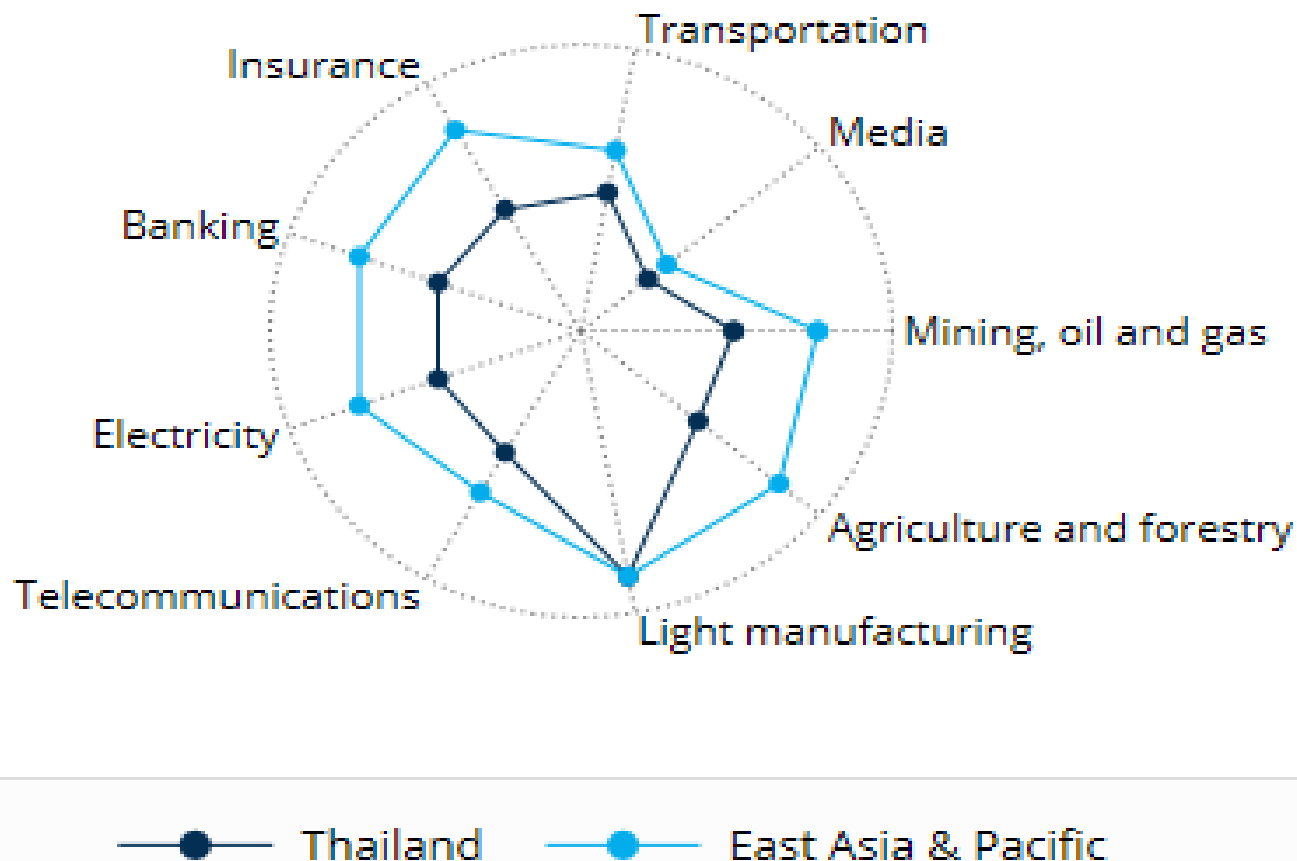 Transportation
Insurance
Media
Banking
Mining, oil and gas
Electricity
Agriculture and forestry
Telecommunications
Light manufacturing
Thailand
East Asia & Pacific